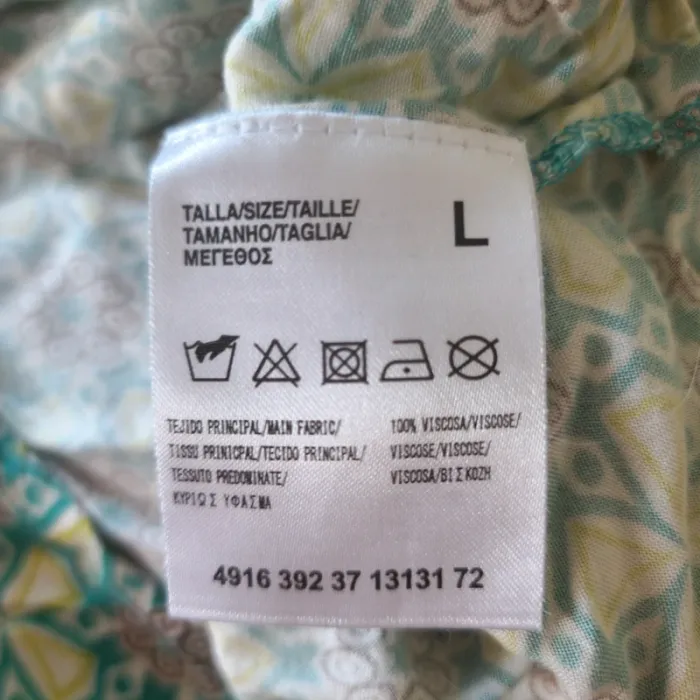 TALLA/SIZE/TAILLE/
TAMANHO/TAGLIA/
ΜΕΓΕΘΟΣ
L
TEJIDO PRINCIPAL/MAIN FABRIC/
TISSU PRINICPAL/TECIDO PRINCIPAL/
TESSUTO PREDOMINATE/
ΚΥΡΙΩΣ ΥΦΑΣΜΑ
100% VISCOSA/VISCOSE/
VISCOSE/VISCOSE/
VISCOSA/ΒΙΣΚΟΖΗ
4916 392 37 13131 72